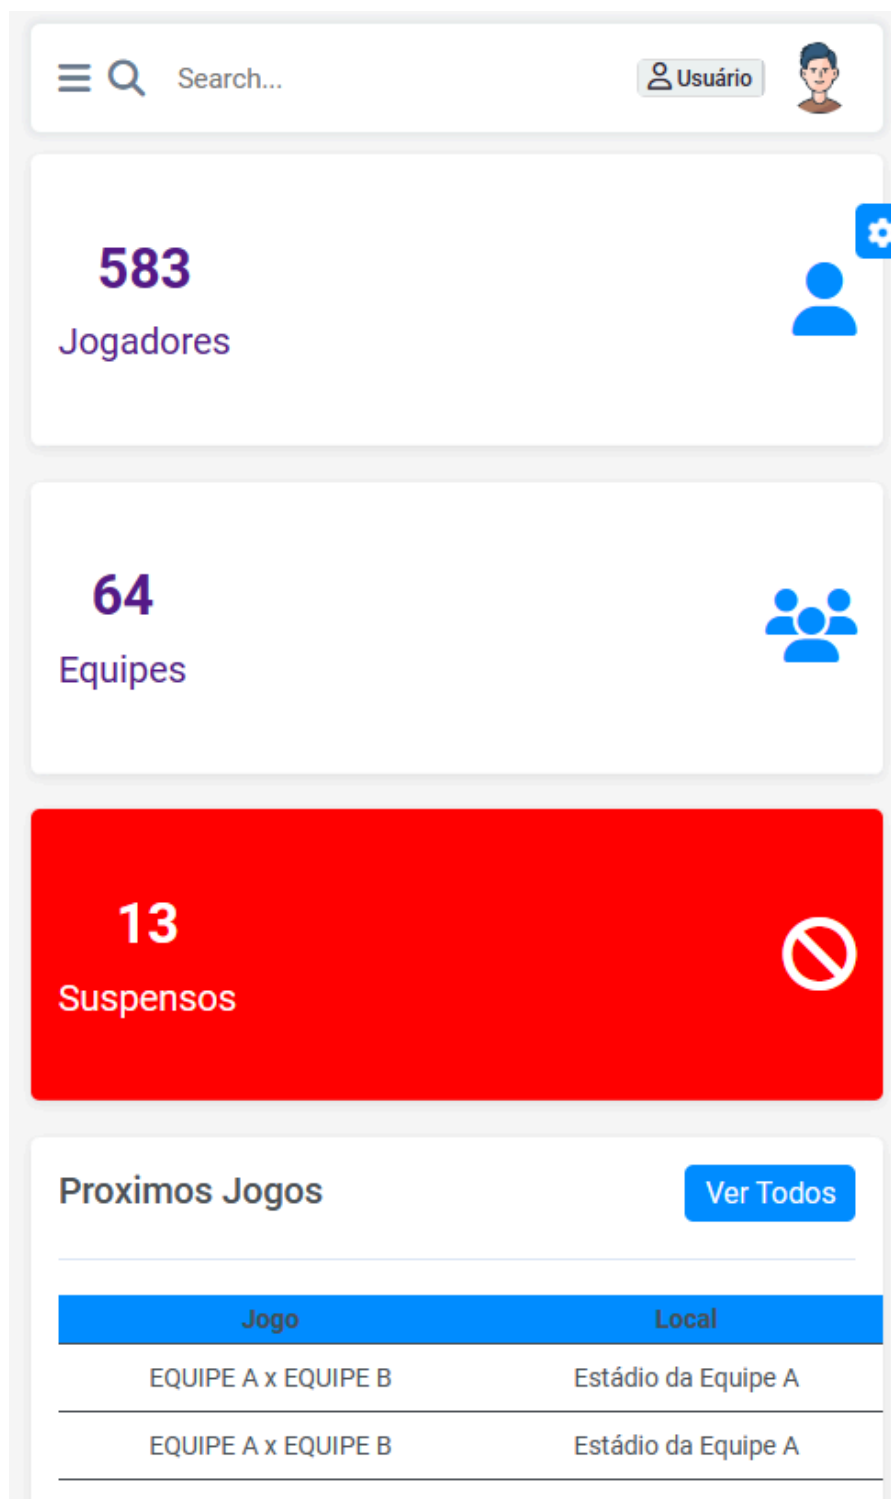 Search...
Usuário
583
Jogadores
64
Equipes
13
Suspensos
Proximos Jogos
Ver Todos
Jogo Local
EQUIPE A x EQUIPE B Estádio da Equipe A
EQUIPE A x EQUIPE B Estádio da Equipe A